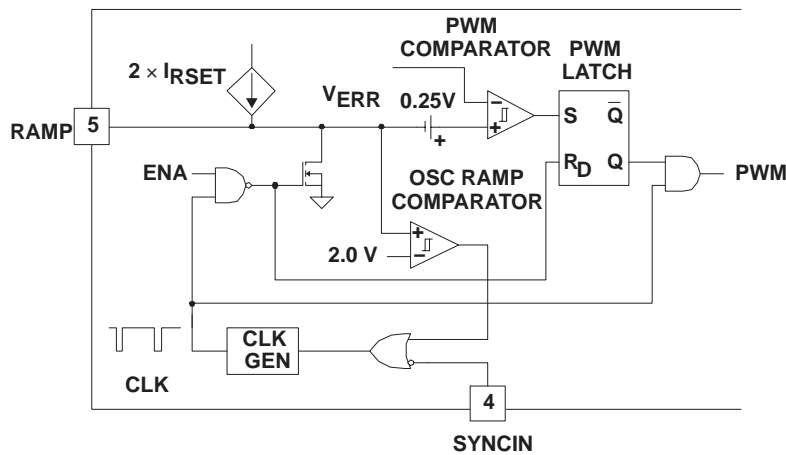 PWM
COMPARATOR
PWM
LATCH
2 × I_RSET
V_ERR
0.25V
RAMP
5
−
+
+
S
Q̅
R_D
Q
PWM
ENA
OSC RAMP
COMPARATOR
+
−
2.0 V
CLK
GEN
CLK
4
SYNCIN